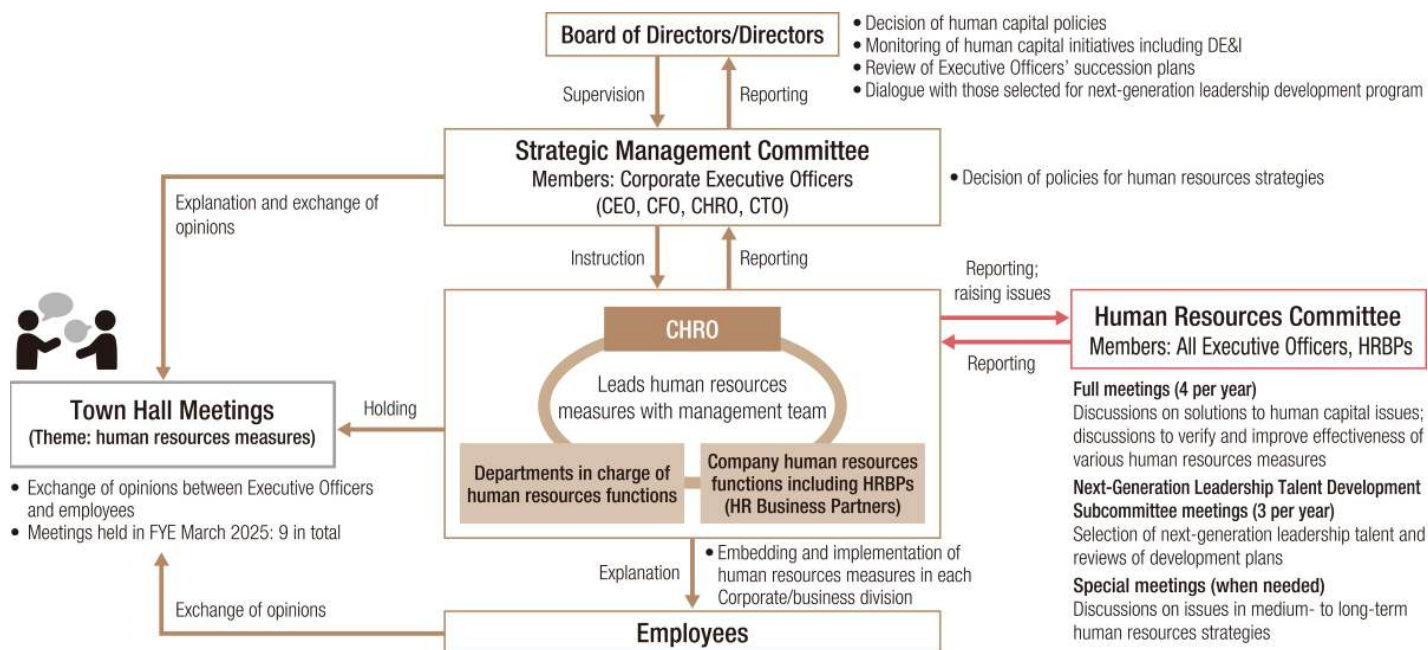 Board of Directors/Directors
• Decision of human capital policies
• Monitoring of human capital initiatives including DE&I
• Review of Executive Officers' succession plans
• Dialogue with those selected for next-generation leadership development program
Supervision
Reporting
Strategic Management Committee
Members: Corporate Executive Officers
(CEO, CFO, CHRO, CTO)
• Decision of policies for human resources strategies
Explanation and exchange of
opinions
Instruction
Reporting
CHRO
Leads human resources
measures with management team
Departments in charge of
human resources functions
Company human resources
functions including HRBPs
(HR Business Partners)
Reporting;
raising issues
Reporting
Human Resources Committee
Members: All Executive Officers, HRBPs
Full meetings (4 per year)
Discussions on solutions to human capital issues;
discussions to verify and improve effectiveness of
various human resources measures
Next-Generation Leadership Talent Development
Subcommittee meetings (3 per year)
Selection of next-generation leadership talent and
reviews of development plans
Special meetings (when needed)
Discussions on issues in medium- to long-term
human resources strategies
Holding
Town Hall Meetings
(Theme: human resources measures)
• Exchange of opinions between Executive Officers
and employees
• Meetings held in FYE March 2025: 9 in total
Explanation
• Embedding and implementation of
human resources measures in each
Corporate/business division
Exchange of opinions
Employees